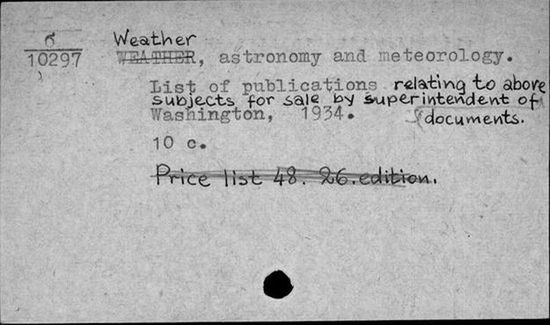 6
10297
Weather
WEATHER, astronomy and meteorology.
List of publications relating to above
subjects for sale by superintendent of
Washington, 1934. documents.
10 c.
Price list 48. 26. edition.